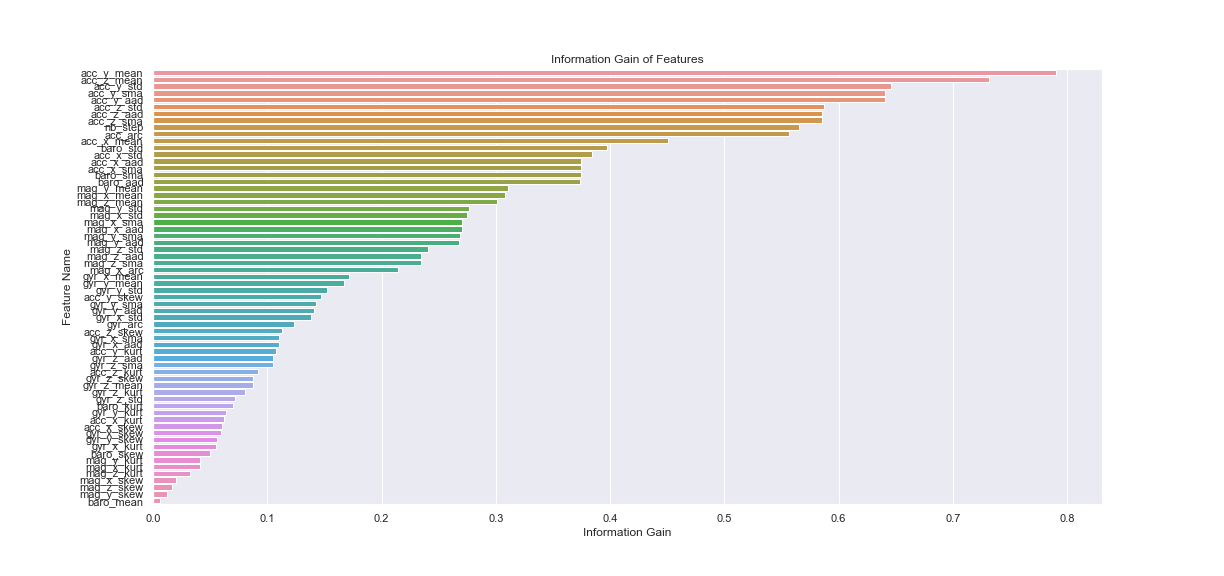 Information Gain of Features
acc_y_mean
acc_z_mean
acc_y_std
acc_y_sma
acc_y_aad
acc_z_std
acc_z_aad
acc_z_sma
nb_step
acc_arc
acc_x_mean
baro_std
acc_x_std
acc_x_aad
acc_x_sma
baro_sma
baro_aad
mag_y_mean
mag_x_mean
mag_z_mean
mag_y_std
mag_x_std
mag_x_sma
mag_x_aad
mag_y_sma
mag_y_aad
mag_z_std
mag_z_aad
mag_z_sma
mag_x_arc
gyr_x_mean
gyr_y_mean
gyr_y_std
acc_y_skew
gyr_y_sma
gyr_y_aad
gyr_x_std
gyr_arc
acc_z_skew
gyr_x_sma
gyr_x_aad
acc_y_kurt
gyr_z_aad
gyr_z_sma
acc_z_kurt
gyr_z_skew
gyr_z_mean
gyr_z_kurt
gyr_z_std
baro_kurt
gyr_y_kurt
acc_x_kurt
acc_x_skew
gyr_x_skew
gyr_y_skew
gyr_x_kurt
baro_skew
mag_y_kurt
mag_x_kurt
mag_z_kurt
mag_x_skew
mag_z_skew
mag_y_skew
baro_mean
Feature Name
0.0 0.1 0.2 0.3 0.4 0.5 0.6 0.7 0.8
Information Gain